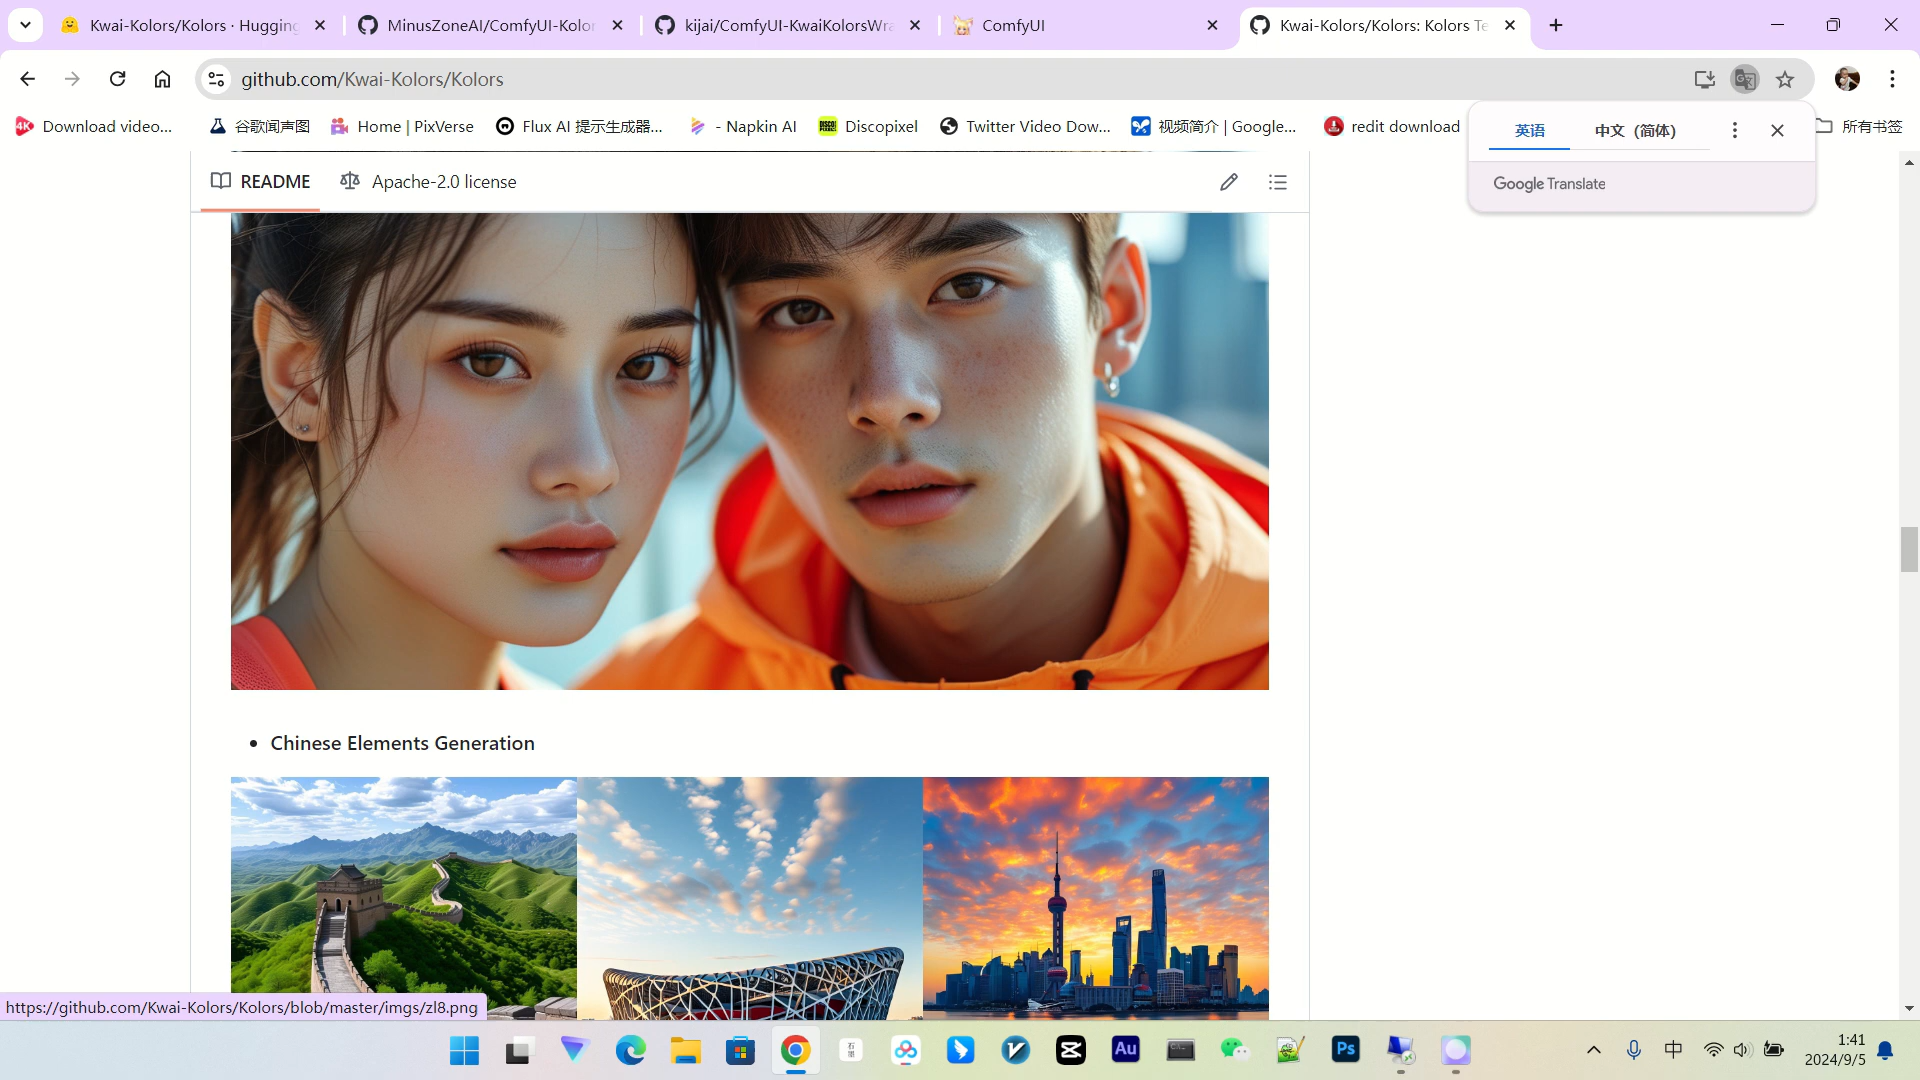 Kwai-Kolors/Kolors · Hugging
MinusZoneAI/ComfyUI-Kolor
kijai/ComfyUI-KwaiKolorsWra
ComfyUI
Kwai-Kolors/Kolors: Kolors Te
github.com/Kwai-Kolors/Kolors
Download video...
谷歌闻声图
Home | PixVerse
Flux AI 提示生成器...
- Napkin AI
Discopixel
Twitter Video Dow...
视频简介 | Google...
redit download
所有书签
英语
中文（简体）
Google Translate
README
Apache-2.0 license
Chinese Elements Generation
https://github.com/Kwai-Kolors/Kolors/blob/master/imgs/zl8.png
Au
Ps
中
1:41
2024/9/5